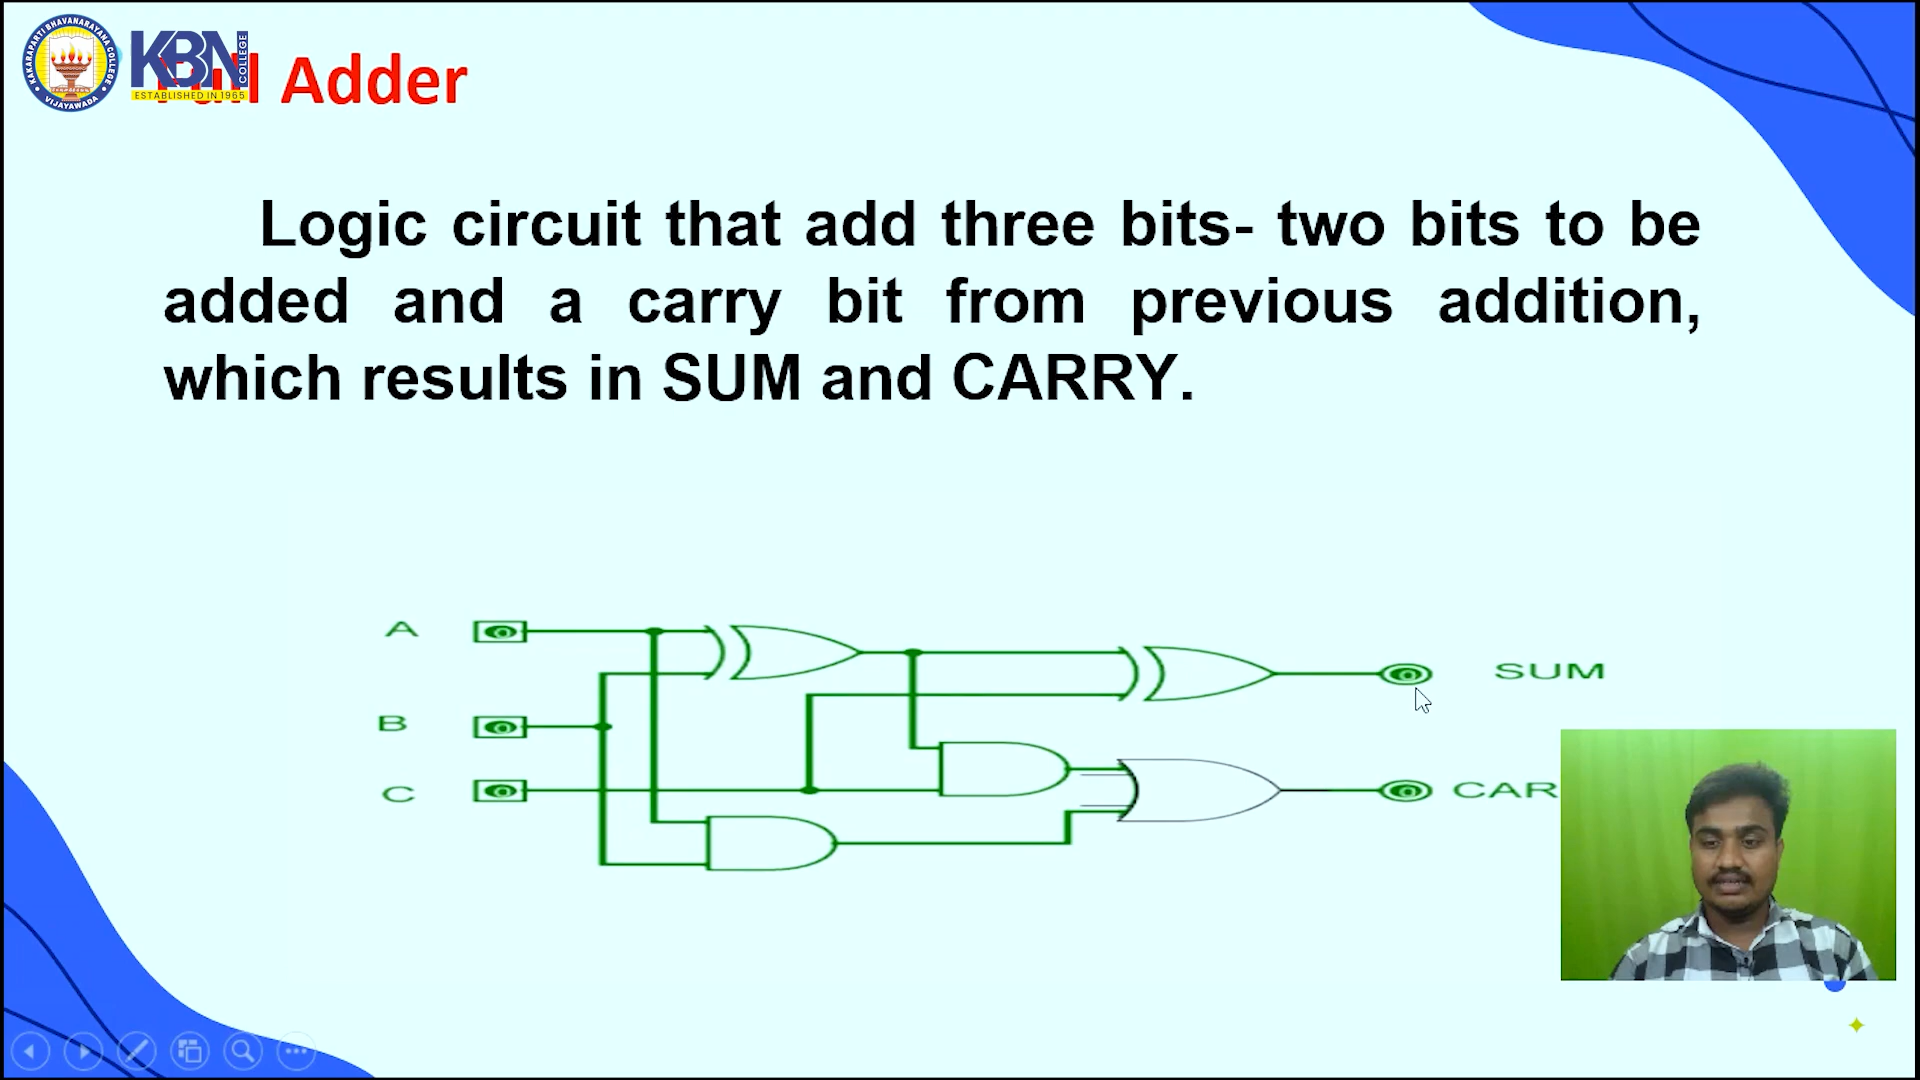 KAKARAPARTI BHAVANARAYANA COLLEGE
VIJAYAWADA
KBN
COLLEGE
ESTABLISHED IN 1965
Adder
Logic circuit that add three bits- two bits to be
added and a carry bit from previous addition,
which results in SUM and CARRY.
A
B
C
SUM
CAR